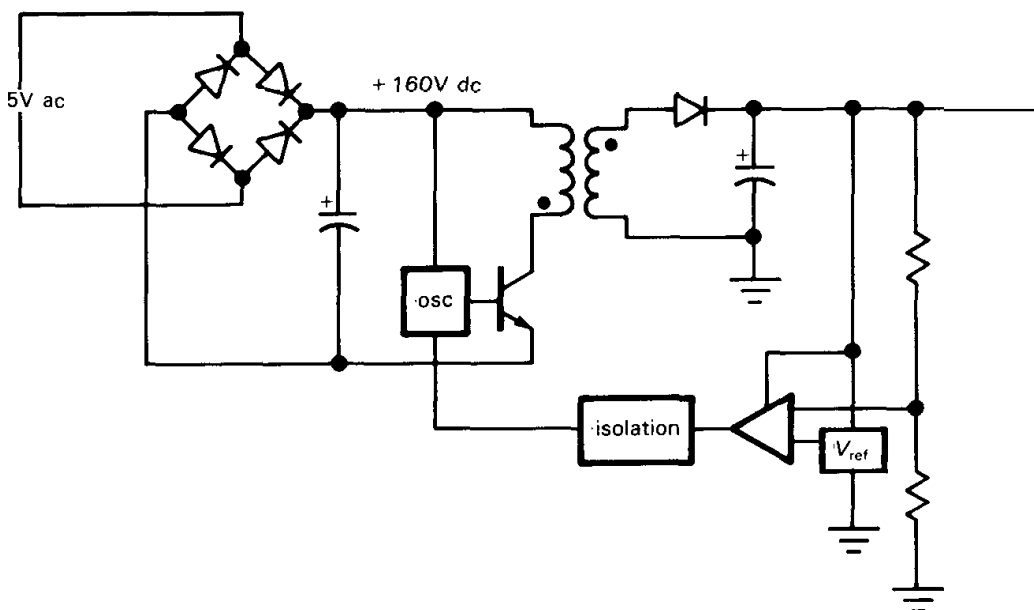 5V ac
+ 160V dc
+
+
osc
isolation
Vref